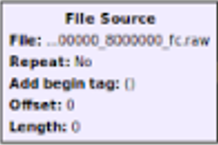 File Source
File: ...00000_8000000_fc.raw
Repeat: No
Add begin tag: ()
Offset: 0
Length: 0